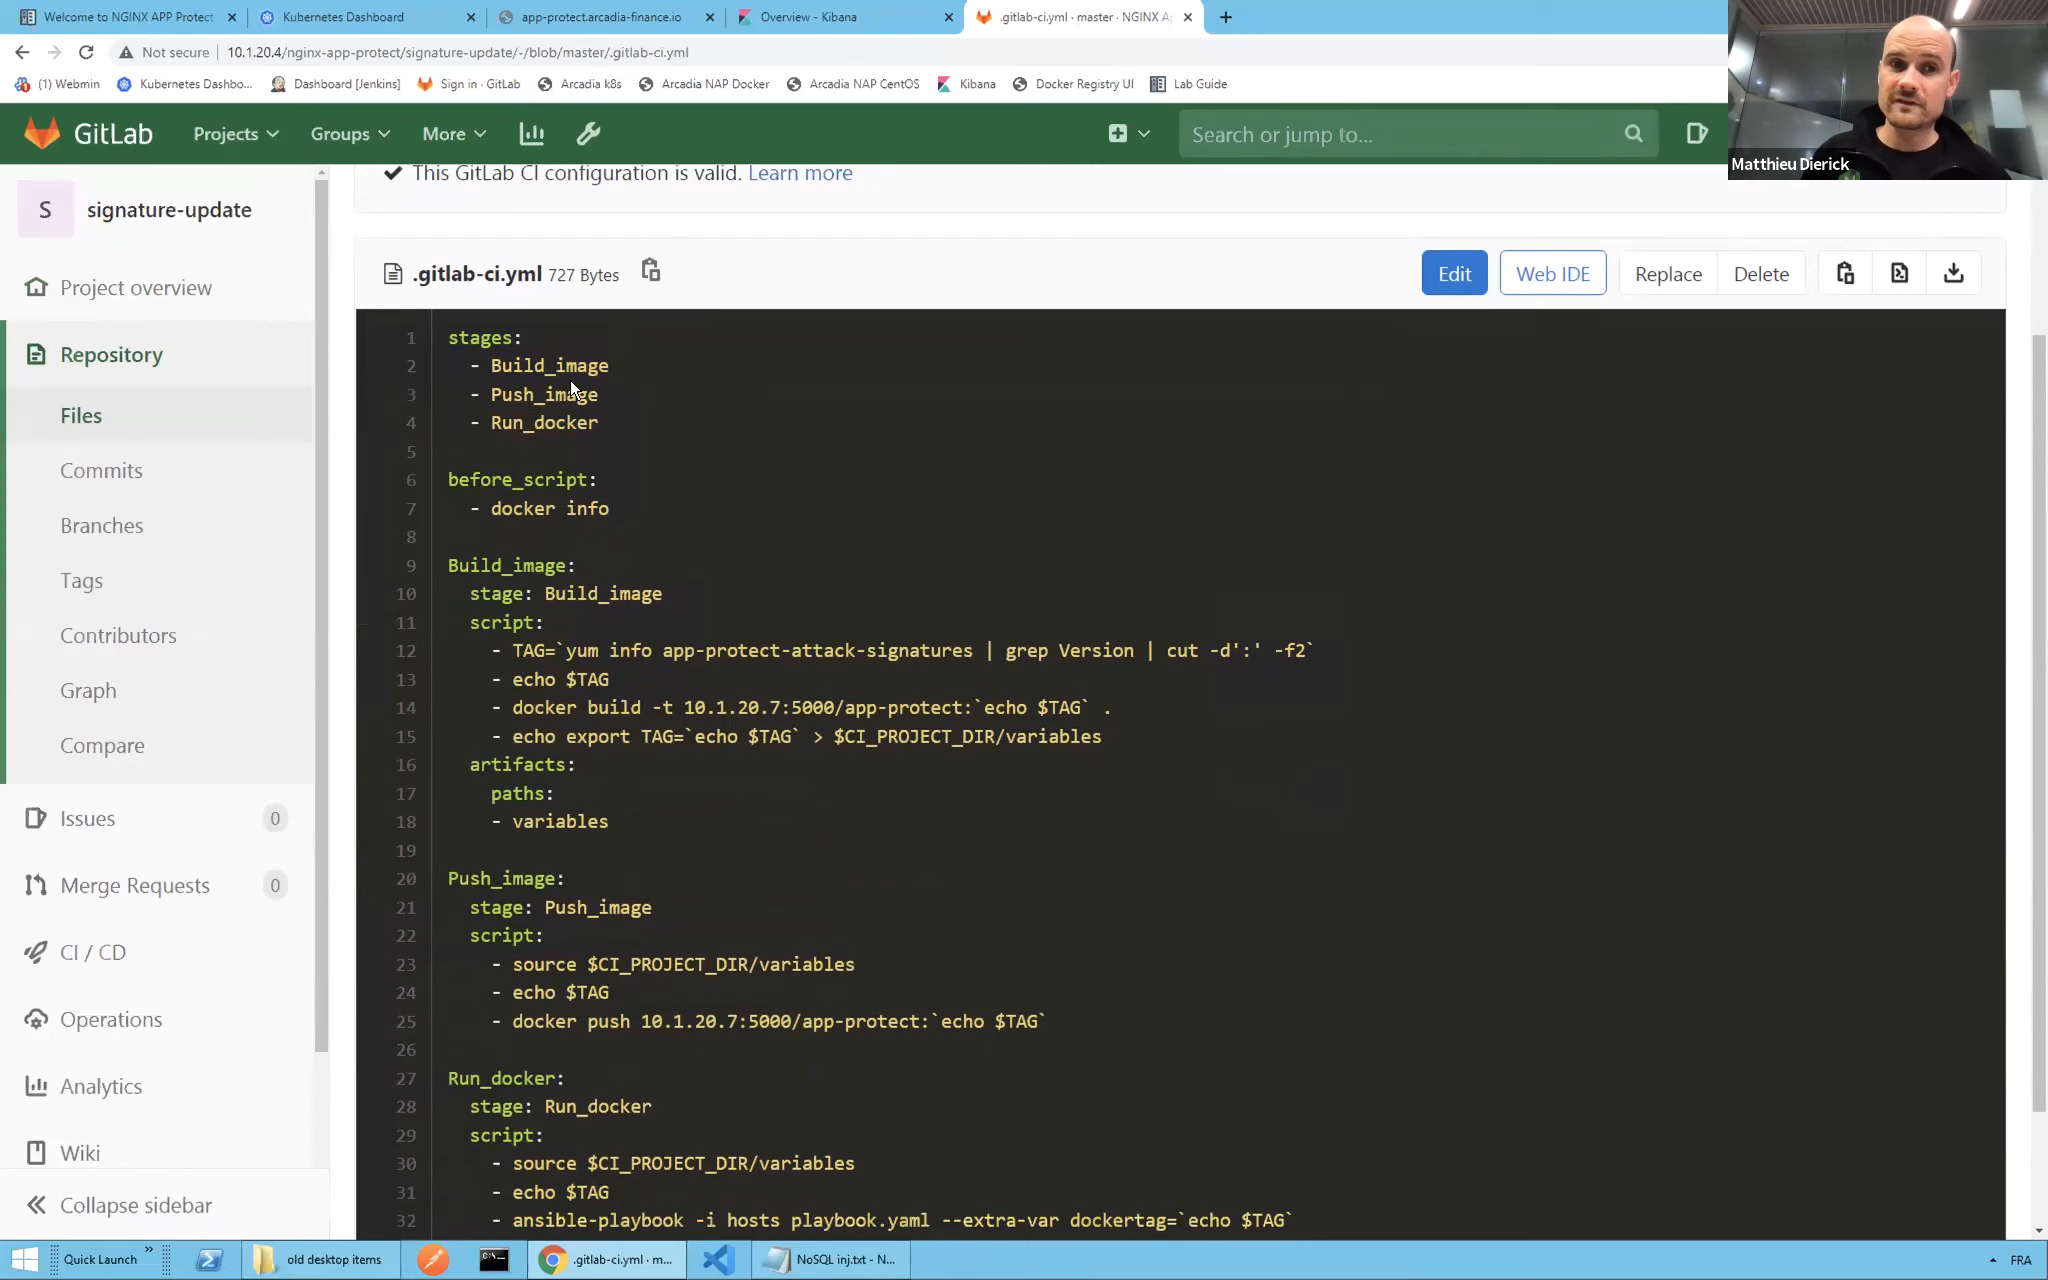 Welcome to NGINX APP Protect
Kubernetes Dashboard
app-protect.arcadia-finance.io
Overview - Kibana
.gitlab-ci.yml · master · NGINX A
Not secure
10.1.20.4/nginx-app-protect/signature-update/-/blob/master/.gitlab-ci.yml
(1) Webmin
Kubernetes Dashbo...
Dashboard [Jenkins]
Sign in · GitLab
Arcadia k8s
Arcadia NAP Docker
Arcadia NAP CentOS
Kibana
Docker Registry UI
Lab Guide
Matthieu Dierick
GitLab
Projects
Groups
More
Search or jump to...
This GitLab CI configuration is valid. Learn more
S
signature-update
Project overview
Repository
Files
Commits
Branches
Tags
Contributors
Graph
Compare
Issues
0
Merge Requests
0
CI / CD
Operations
Analytics
Wiki
Collapse sidebar
.gitlab-ci.yml 727 Bytes
Edit
Web IDE
Replace
Delete
1 stages:
2 - Build_image
3 - Push_image
4 - Run_docker
5
6 before_script:
7 - docker info
8
9 Build_image:
10 stage: Build_image
11 script:
12 - TAG=`yum info app-protect-attack-signatures | grep Version | cut -d':' -f2`
13 - echo $TAG
14 - docker build -t 10.1.20.7:5000/app-protect:`echo $TAG` .
15 - echo export TAG=`echo $TAG` > $CI_PROJECT_DIR/variables
16 artifacts:
17 paths:
18 - variables
19
20 Push_image:
21 stage: Push_image
22 script:
23 - source $CI_PROJECT_DIR/variables
24 - echo $TAG
25 - docker push 10.1.20.7:5000/app-protect:`echo $TAG`
26
27 Run_docker:
28 stage: Run_docker
29 script:
30 - source $CI_PROJECT_DIR/variables
31 - echo $TAG
32 - ansible-playbook -i hosts playbook.yaml --extra-var dockertag=`echo $TAG`
Quick Launch
old desktop items
.gitlab-ci.yml · m...
NoSQL inj.txt - N...
FRA